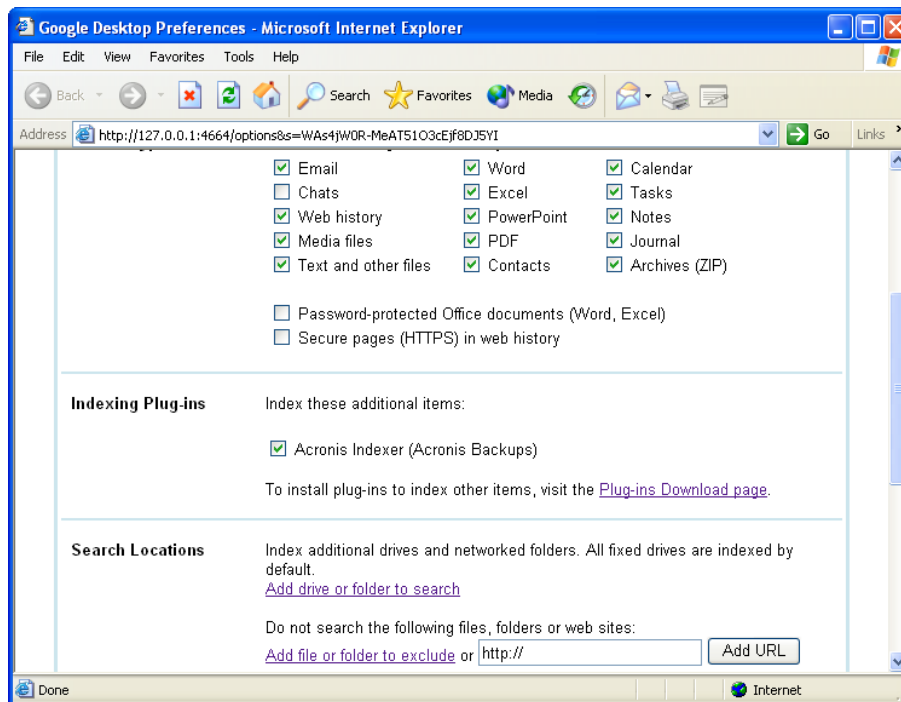 Google Desktop Preferences - Microsoft Internet Explorer
File Edit View Favorites Tools Help
Back Search Favorites Media
Address http://127.0.0.1:4664/options&s=WAs4jW0R-MeAT51O3cEjf8DJ5YI Go Links
Email Word Calendar
Chats Excel Tasks
Web history PowerPoint Notes
Media files PDF Journal
Text and other files Contacts Archives (ZIP)
Password-protected Office documents (Word, Excel)
Secure pages (HTTPS) in web history
Indexing Plug-ins Index these additional items:
Acronis Indexer (Acronis Backups)
To install plug-ins to index other items, visit the Plug-ins Download page.
Search Locations Index additional drives and networked folders. All fixed drives are indexed by
default.
Add drive or folder to search
Do not search the following files, folders or web sites:
Add file or folder to exclude or http:// Add URL
Done Internet